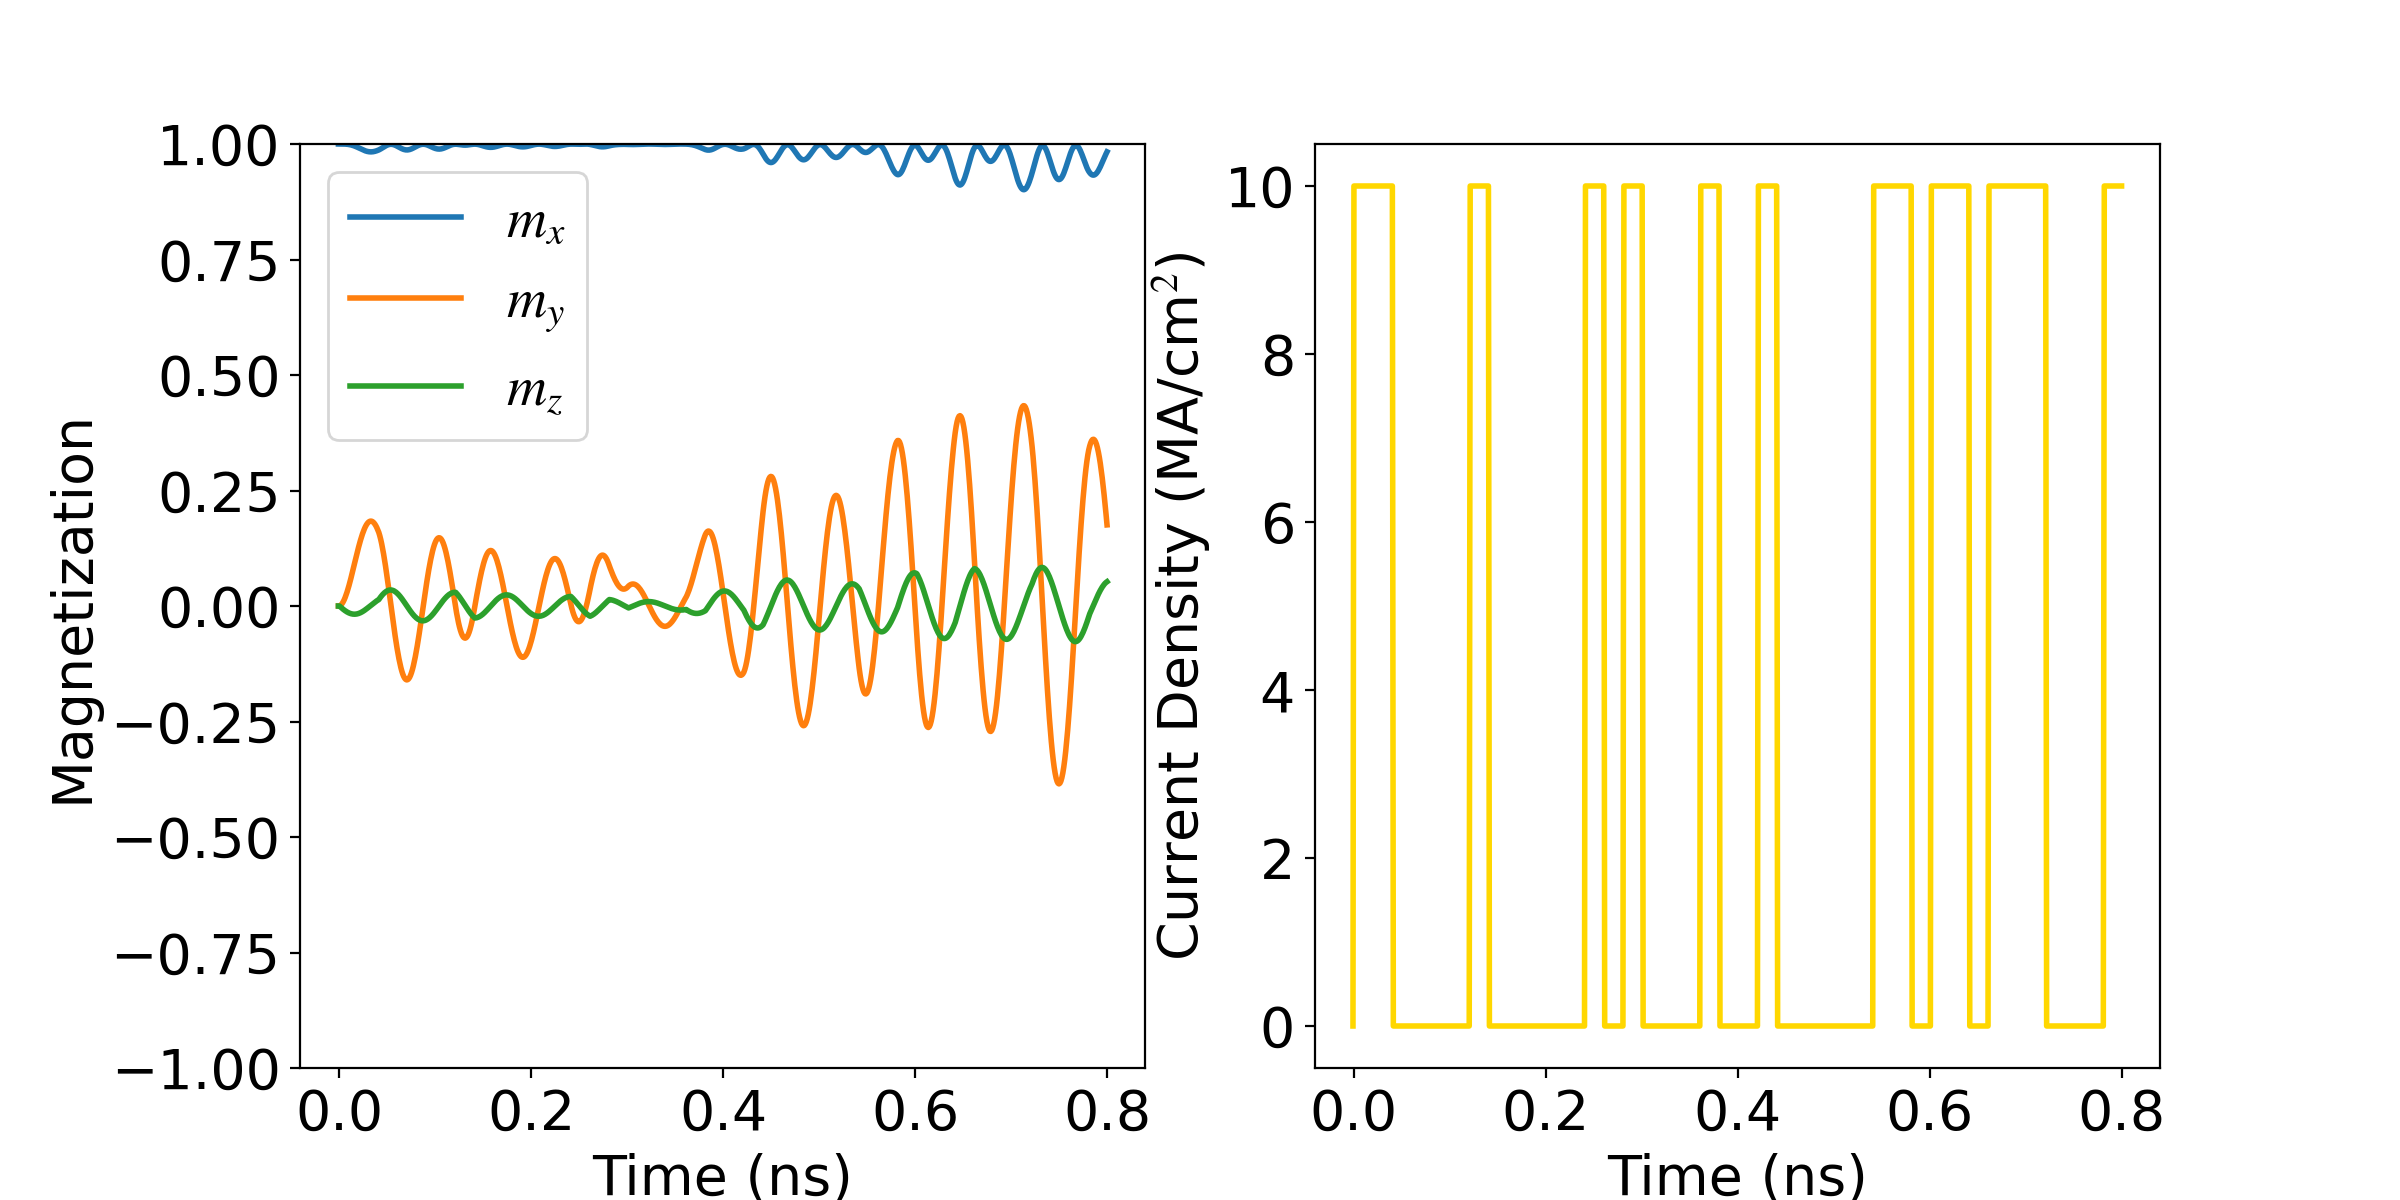 1.00
0.75
0.50
0.25
0.00
−0.25
−0.50
−0.75
−1.00
Magnetization
m_x
m_y
m_z
0.0 0.2 0.4 0.6 0.8
Time (ns)
Current Density (MA/cm²)
10
8
6
4
2
0
0.0 0.2 0.4 0.6 0.8
Time (ns)